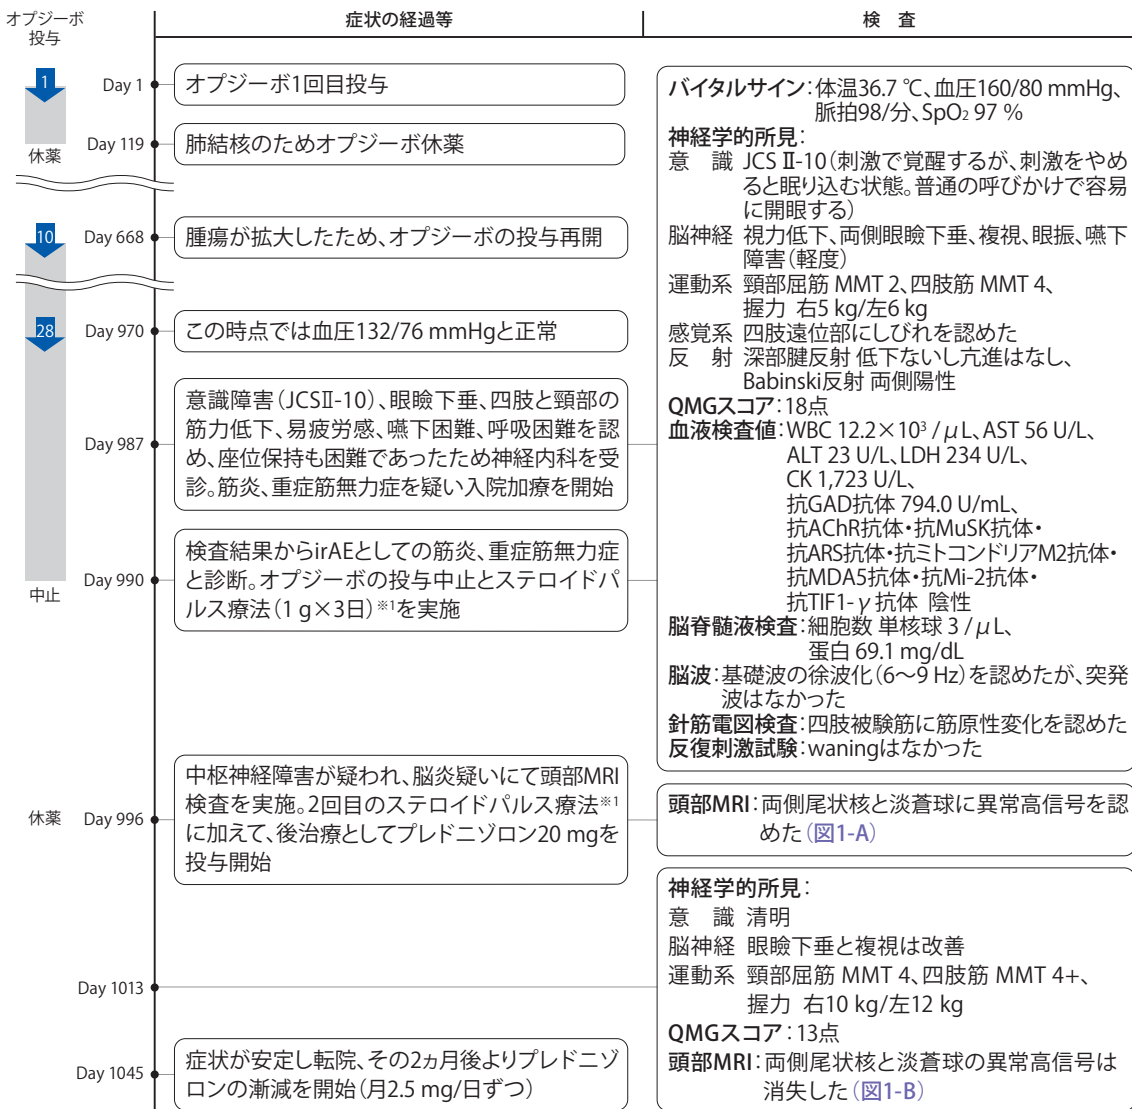 オプジーボ
投与
症状の経過等
検 査
1
Day 1
オプジーボ1回目投与
休薬
Day 119
肺結核のためオプジーボ休薬
10
Day 668
腫瘍が拡大したため、オプジーボの投与再開
28
Day 970
この時点では血圧132/76 mmHgと正常
Day 987
意識障害(JCSⅡ-10)、眼瞼下垂、四肢と頸部の
筋力低下、易疲労感、嚥下困難、呼吸困難を認
め、座位保持も困難であったため神経内科を受
診。筋炎、重症筋無力症を疑い入院加療を開始
中止
Day 990
検査結果からirAEとしての筋炎、重症筋無力症
と診断。オプジーボの投与中止とステロイドパ
ルス療法(1 g×3日)※1を実施
バイタルサイン:体温36.7 ℃、血圧160/80 mmHg、
脈拍98/分、SpO₂ 97 %
神経学的所見:
意 識 JCS Ⅱ-10(刺激で覚醒するが、刺激をやめ
ると眠り込む状態。普通の呼びかけで容易
に開眼する)
脳神経 視力低下、両側眼瞼下垂、複視、眼振、嚥下
障害(軽度)
運動系 頸部屈筋 MMT 2、四肢筋 MMT 4、
握力 右5 kg/左6 kg
感覚系 四肢遠位部にしびれを認めた
反 射 深部腱反射 低下ないし亢進はなし、
Babinski反射 両側陽性
QMGスコア:18点
血液検査値:WBC 12.2×10³ /μL、AST 56 U/L、
ALT 23 U/L、LDH 234 U/L、
CK 1,723 U/L、
抗GAD抗体 794.0 U/mL、
抗AChR抗体・抗MuSK抗体・
抗ARS抗体・抗ミトコンドリアM2抗体・
抗MDA5抗体・抗Mi-2抗体・
抗TIF1-γ抗体 陰性
脳脊髄液検査:細胞数 単核球 3 /μL、
蛋白 69.1 mg/dL
脳波:基礎波の徐波化(6〜9 Hz)を認めたが、突発
波はなかった
針筋電図検査:四肢被験筋に筋原性変化を認めた
反復刺激試験:waningはなかった
休薬
Day 996
中枢神経障害が疑われ、脳炎疑いにて頭部MRI
検査を実施。2回目のステロイドパルス療法※1
に加えて、後治療としてプレドニゾロン20 mgを
投与開始
頭部MRI:両側尾状核と淡蒼球に異常高信号を認
めた(図1-A)
Day 1013
神経学的所見:
意 識 清明
脳神経 眼瞼下垂と複視は改善
運動系 頸部屈筋 MMT 4、四肢筋 MMT 4+、
握力 右10 kg/左12 kg
QMGスコア:13点
頭部MRI:両側尾状核と淡蒼球の異常高信号は
消失した(図1-B)
Day 1045
症状が安定し転院、その2ヵ月後よりプレドニゾ
ロンの漸減を開始(月2.5 mg/日ずつ)